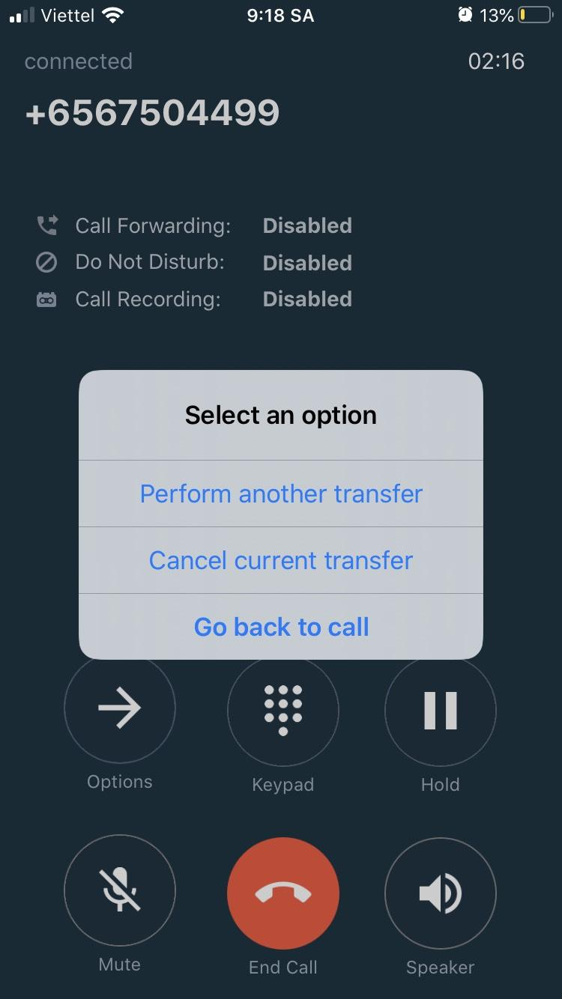 Viettel 9:18 SA 13%
connected 02:16
+6567504499
Call Forwarding: Disabled
Do Not Disturb: Disabled
Call Recording: Disabled
Select an option
Perform another transfer
Cancel current transfer
Go back to call
Options Keypad Hold
Mute End Call Speaker